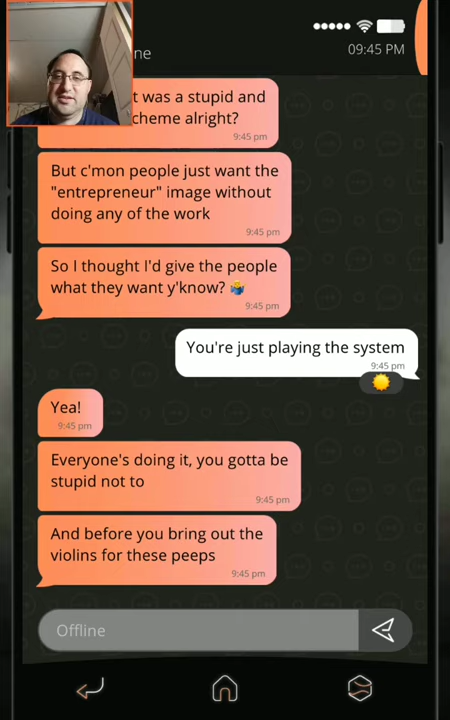 ne
09:45 PM
t was a stupid and
cheme alright?
9:45 pm
But c'mon people just want the
"entrepreneur" image without
doing any of the work
9:45 pm
So I thought I'd give the people
what they want y'know? 🤷‍♂️
9:45 pm
You're just playing the system
9:45 pm
Yea!
9:45 pm
Everyone's doing it, you gotta be
stupid not to
9:45 pm
And before you bring out the
violins for these peeps
9:45 pm
Offline